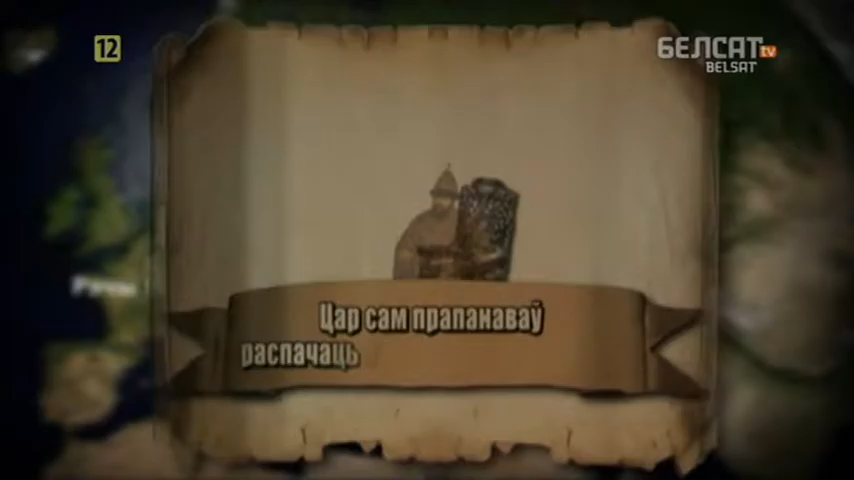 12
БЕЛСАТ tv
BELSAT
Цар сам прапанаваў
распачаць